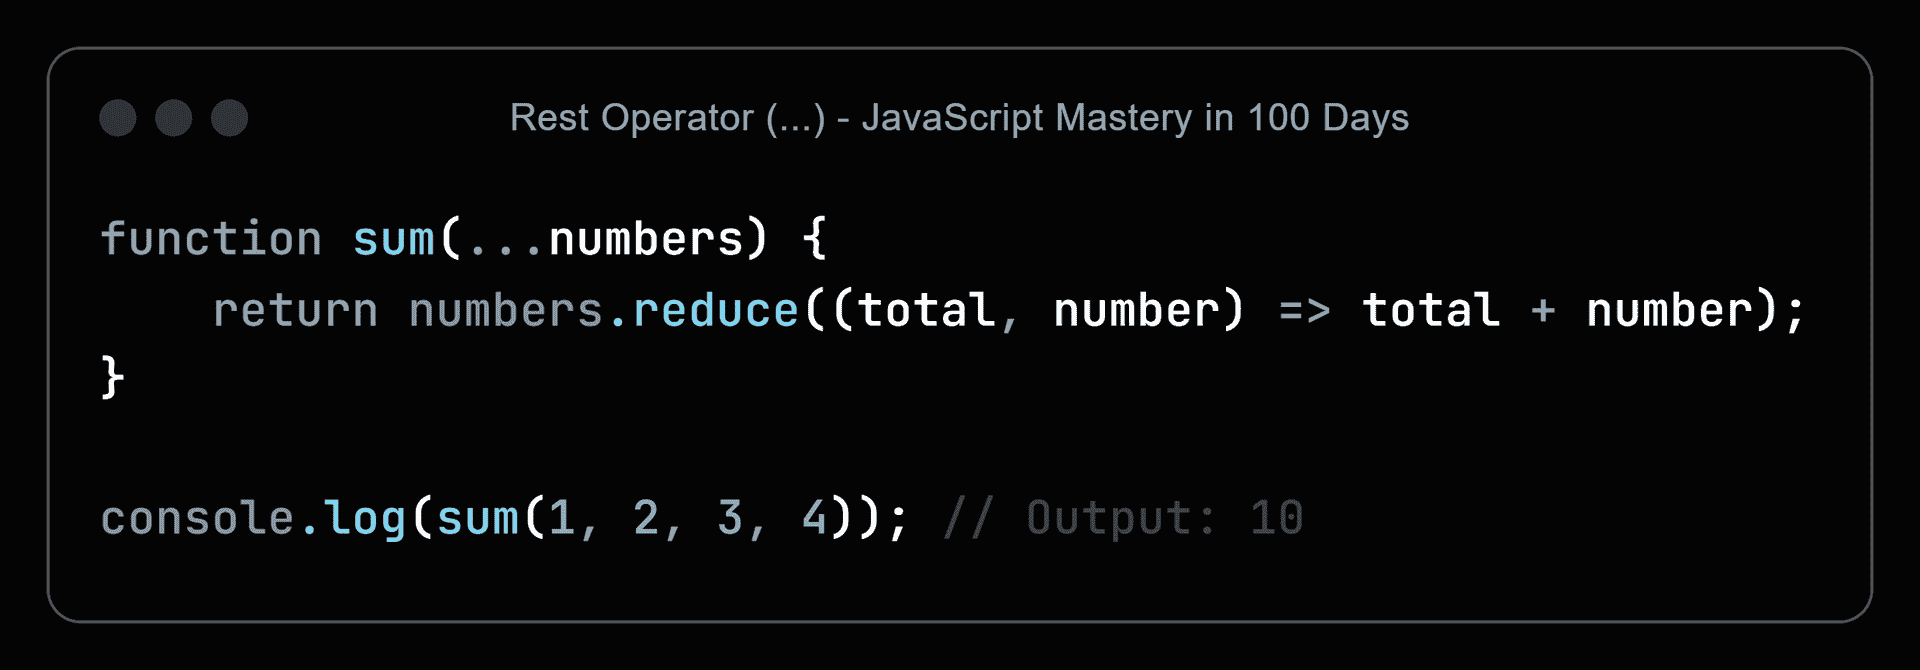 Rest Operator (...) - JavaScript Mastery in 100 Days
function sum(...numbers) {
    return numbers.reduce((total, number) => total + number);
}
console.log(sum(1, 2, 3, 4)); // Output: 10